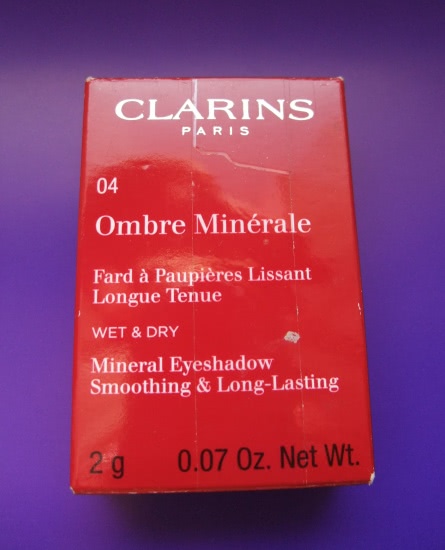 CLARINS
PARIS
04
Ombre Minérale
Fard à Paupières Lissant
Longue Tenue
WET & DRY
Mineral Eyeshadow
Smoothing & Long-Lasting
2 g 0.07 Oz. Net Wt.